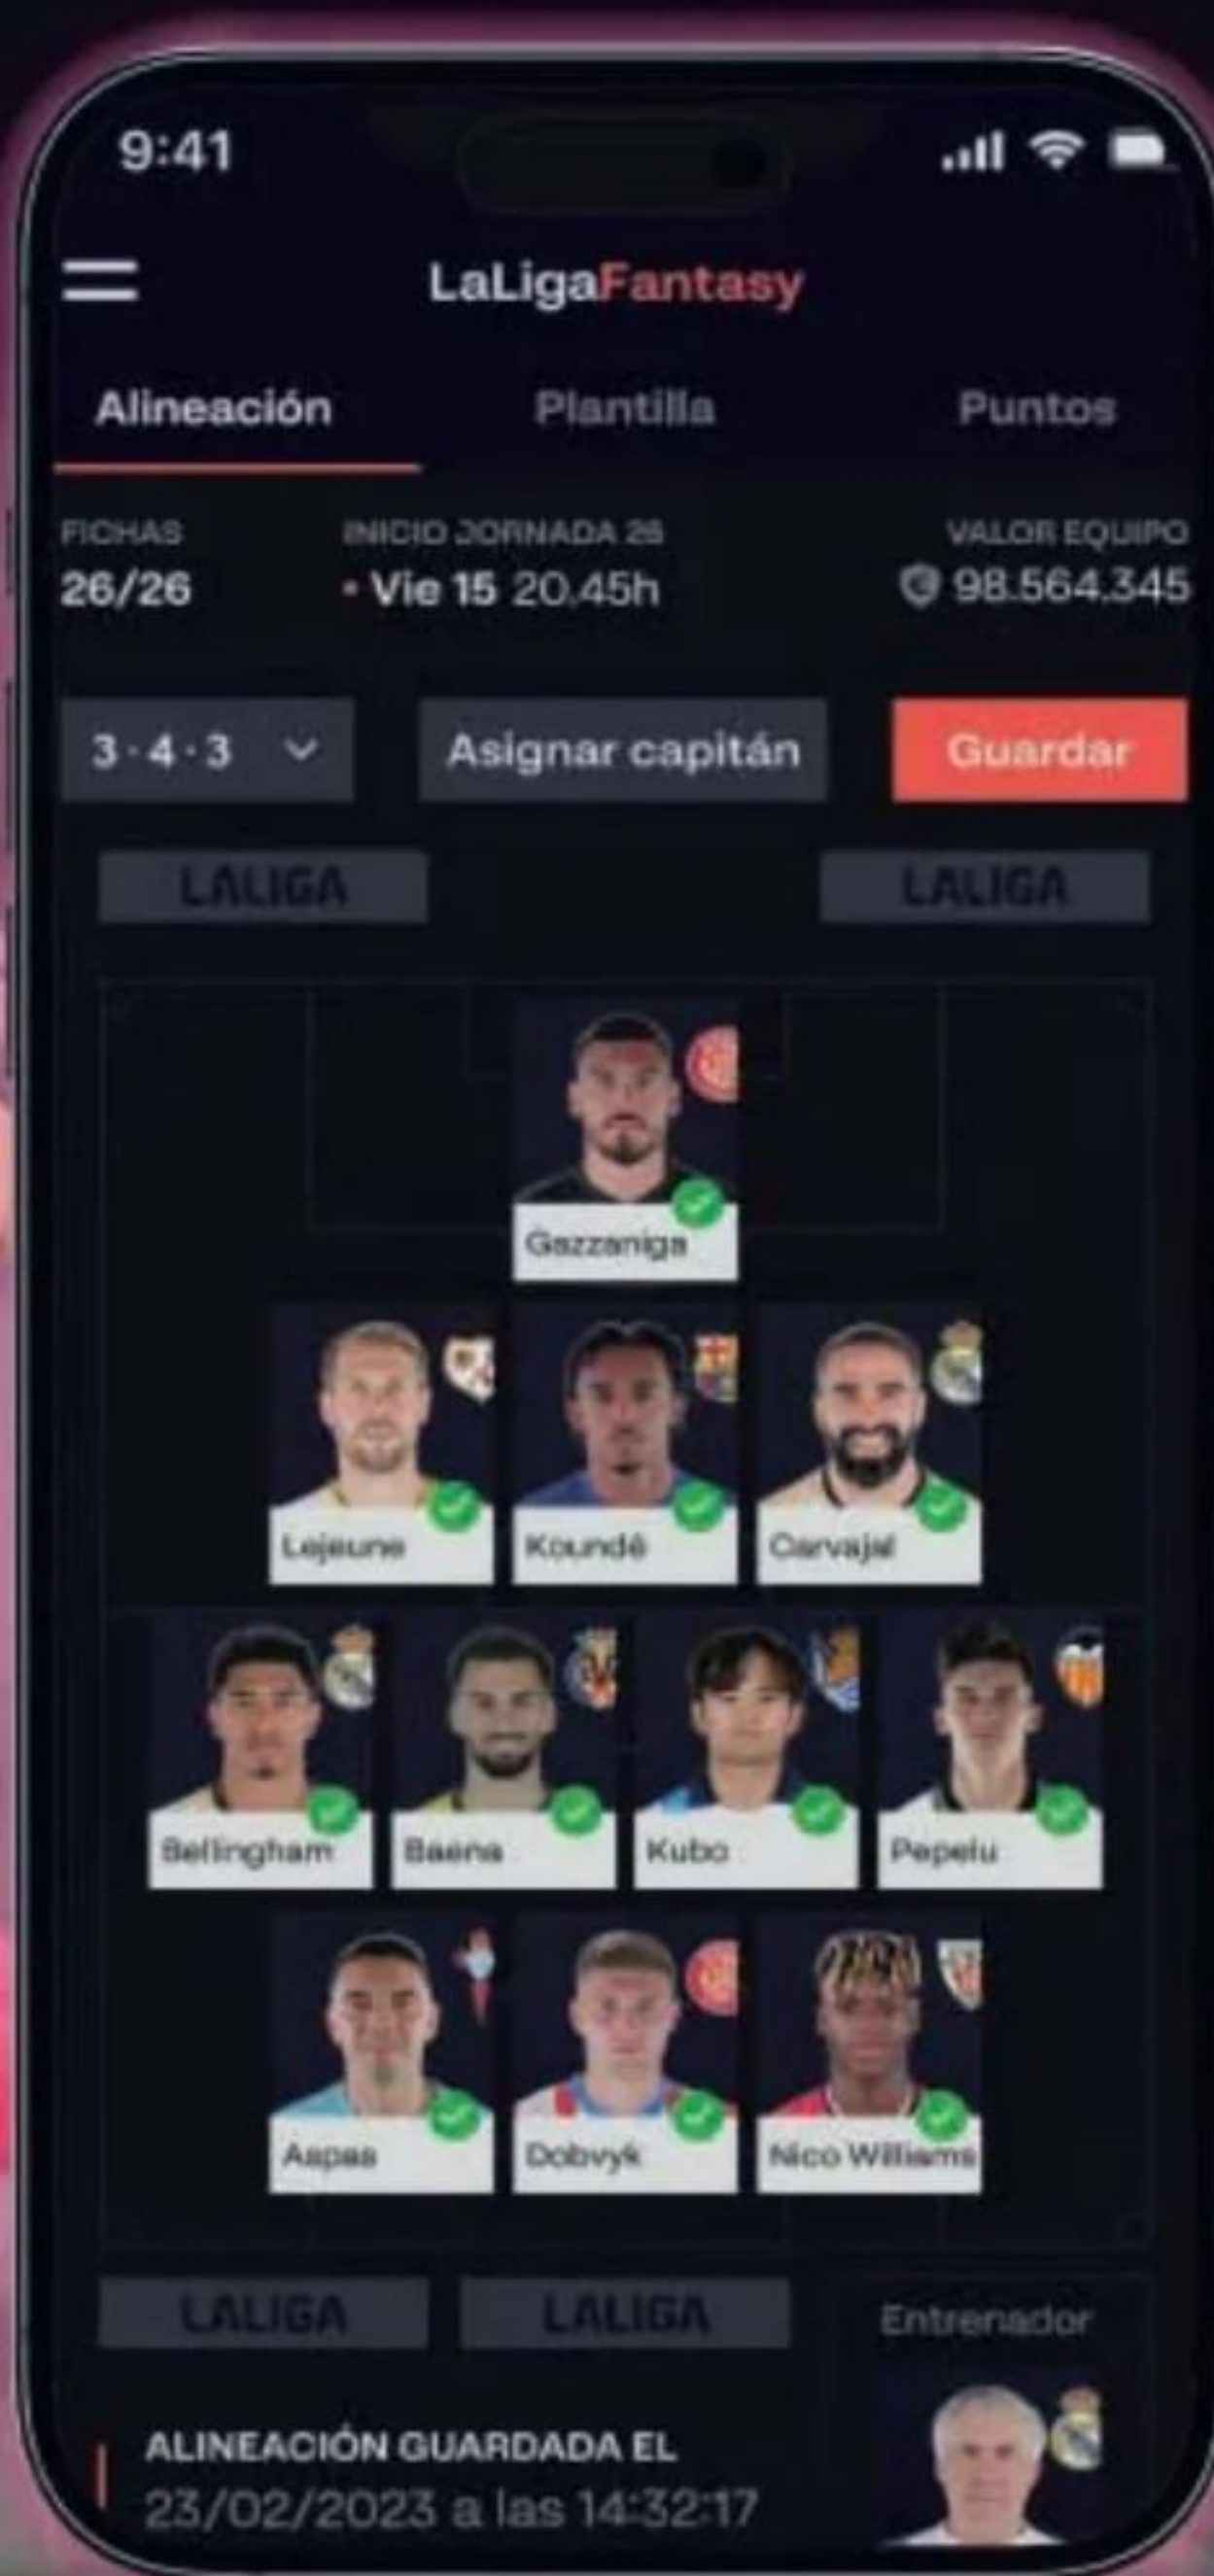 9:41
LaLigaFantasy
Alineación Plantilla Puntos
FICHAS INICIO JORNADA 26 VALOR EQUIPO
26/26 • Vie 15 20.45h 98.564.345
3 · 4 · 3 Asignar capitán Guardar
LALIGA LALIGA
Gazzaniga
Lejeune Koundé Carvajal
Bellingham Baena Kubo Pepelu
Aspas Dobvyk Nico Williams
LALIGA LALIGA
Entrenador
ALINEACIÓN GUARDADA EL
23/02/2023 a las 14:32:17